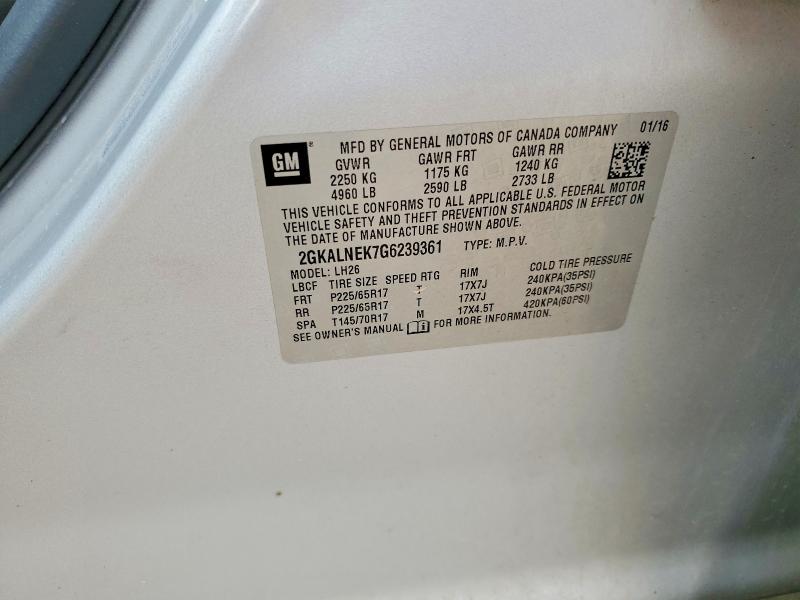 GM ® MFD BY GENERAL MOTORS OF CANADA COMPANY 01/16
GVWR GAWR FRT GAWR RR
2250 KG 1175 KG 1240 KG
4960 LB 2590 LB 2733 LB
THIS VEHICLE CONFORMS TO ALL APPLICABLE U.S. FEDERAL MOTOR
VEHICLE SAFETY AND THEFT PREVENTION STANDARDS IN EFFECT ON
THE DATE OF MANUFACTURE SHOWN ABOVE.
2GKALNEK7G6239361 TYPE: M.P.V.
MODEL: LH26
LBCF TIRE SIZE SPEED RTG RIM COLD TIRE PRESSURE
FRT P225/65R17 T 17X7J 240KPA(35PSI)
RR P225/65R17 T 17X7J 240KPA(35PSI)
SPA T145/70R17 M 17X4.5T 420KPA(60PSI)
SEE OWNER'S MANUAL FOR MORE INFORMATION.